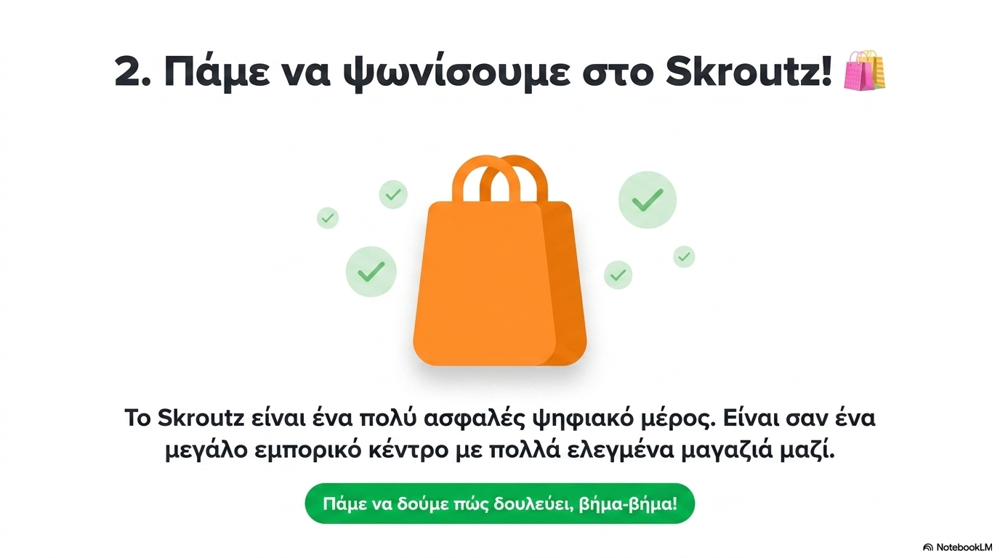 2. Πάμε να ψωνίσουμε στο Skroutz! 🛍️
Το Skroutz είναι ένα πολύ ασφαλές ψηφιακό μέρος. Είναι σαν ένα
μεγάλο εμπορικό κέντρο με πολλά ελεγμένα μαγαζιά μαζί.
Πάμε να δούμε πώς δουλεύει, βήμα-βήμα!
NotebookLM